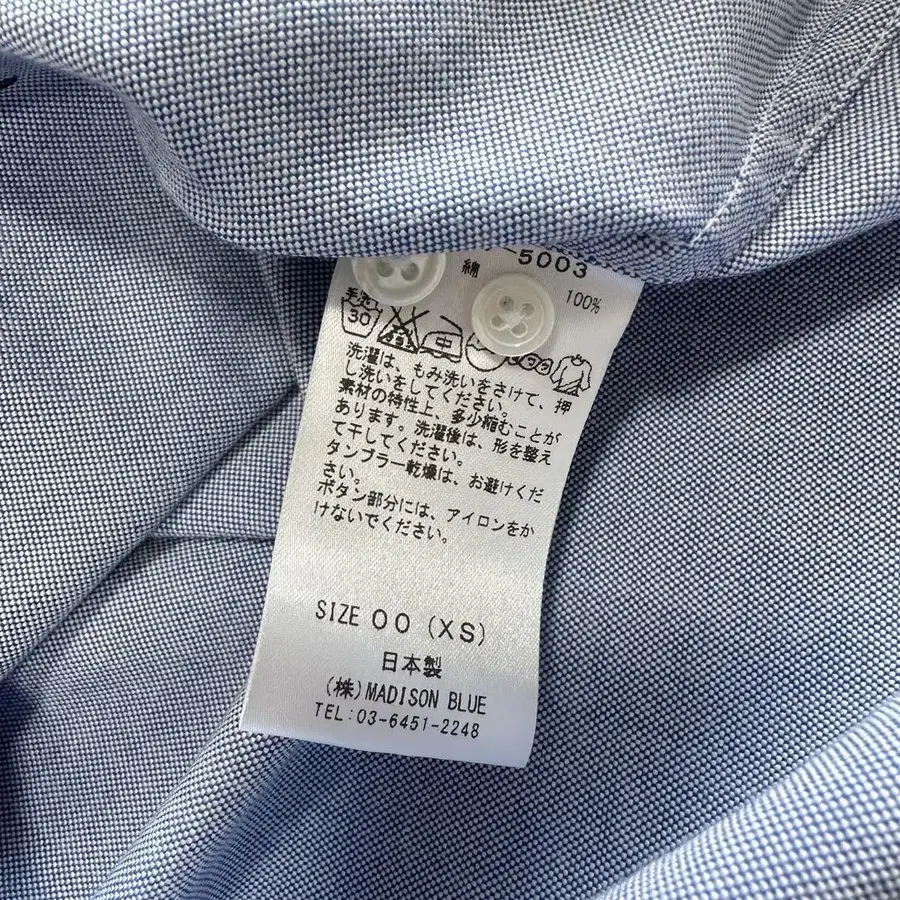 -5003
綿 100%
手洗
30
中
洗濯は、もみ洗いをさけて、押
し洗いをしてください。
素材の特性上、多少縮むことが
あります。洗濯後は、形を整え
て干してください。
タンブラー乾燥は、お避けくだ
さい。
ボタン部分には、アイロンをか
けないでください。
SIZE 00 (XS)
日本製
(株)MADISON BLUE
TEL:03-6451-2248